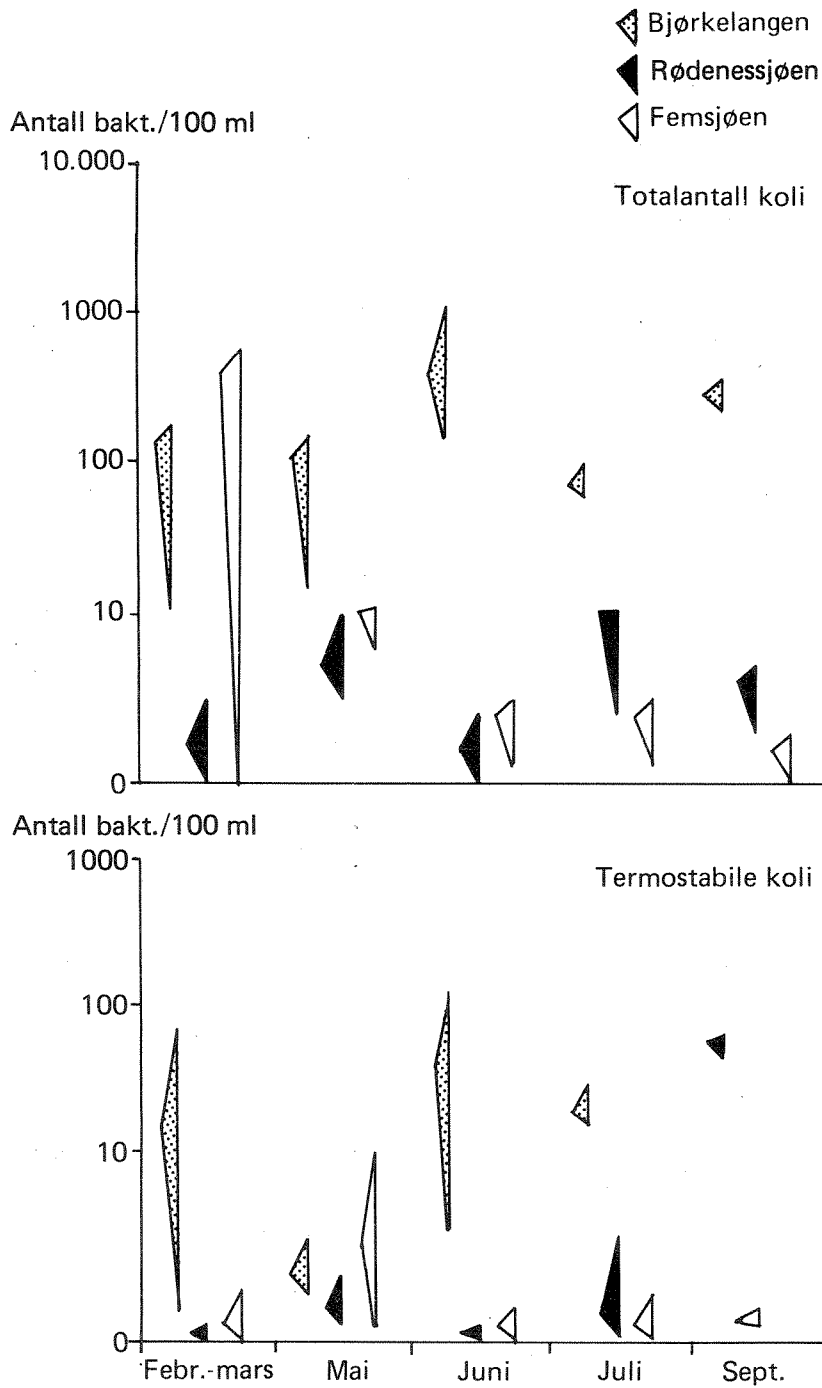 Bjørkelangen
Rødenessjøen
Femsjøen
Antall bakt./100 ml
10.000
Totalantall koli
1000
100
10
0
Antall bakt./100 ml
1000
Termostabile koli
100
10
0
Febr.-mars Mai Juni Juli Sept.